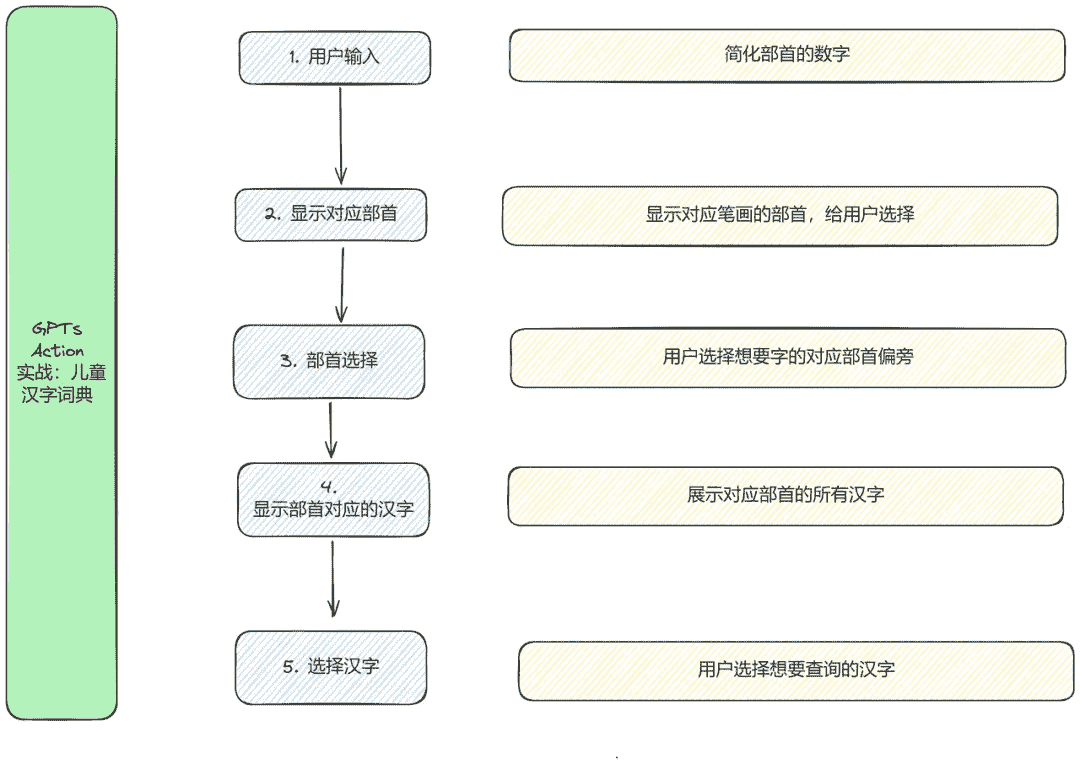 GPTs
Action
实战：儿童
汉字词典
1. 用户输入
简化部首的数字
2. 显示对应部首
显示对应笔画的部首，给用户选择
3. 部首选择
用户选择想要字的对应部首偏旁
4.
显示部首对应的汉字
展示对应部首的所有汉字
5. 选择汉字
用户选择想要查询的汉字